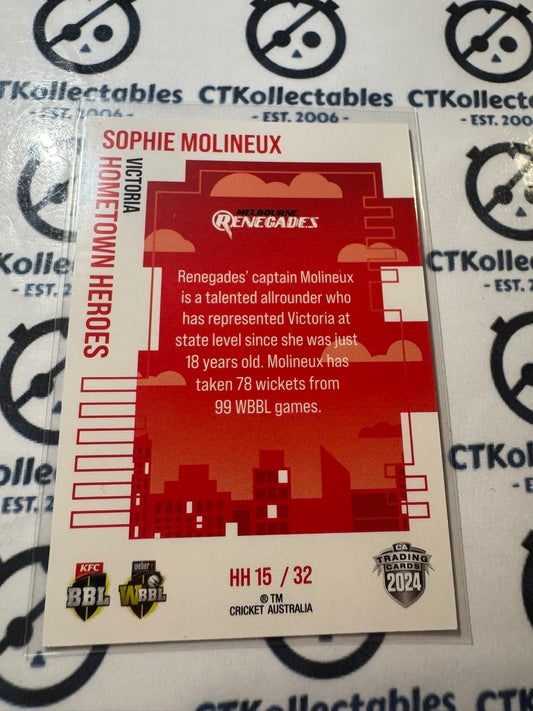 CTKollectables CTKollectables
- EST. 2006 - - EST. 2006 - - EST. 200
SOPHIE MOLINEUX
VICTORIA
HOMETOWN HEROES
MELBOURNE
RENEGADES
Renegades' captain Molineux
is a talented allrounder who
has represented Victoria at
state level since she was just
18 years old. Molineux has
taken 78 wickets from
99 WBBL games.
KFC
BBL
weber
WBBL
HH 15 / 32
® TM
CRICKET AUSTRALIA
CA
TRADING
CARDS
2024
CTKollectables
- EST. 2006 -